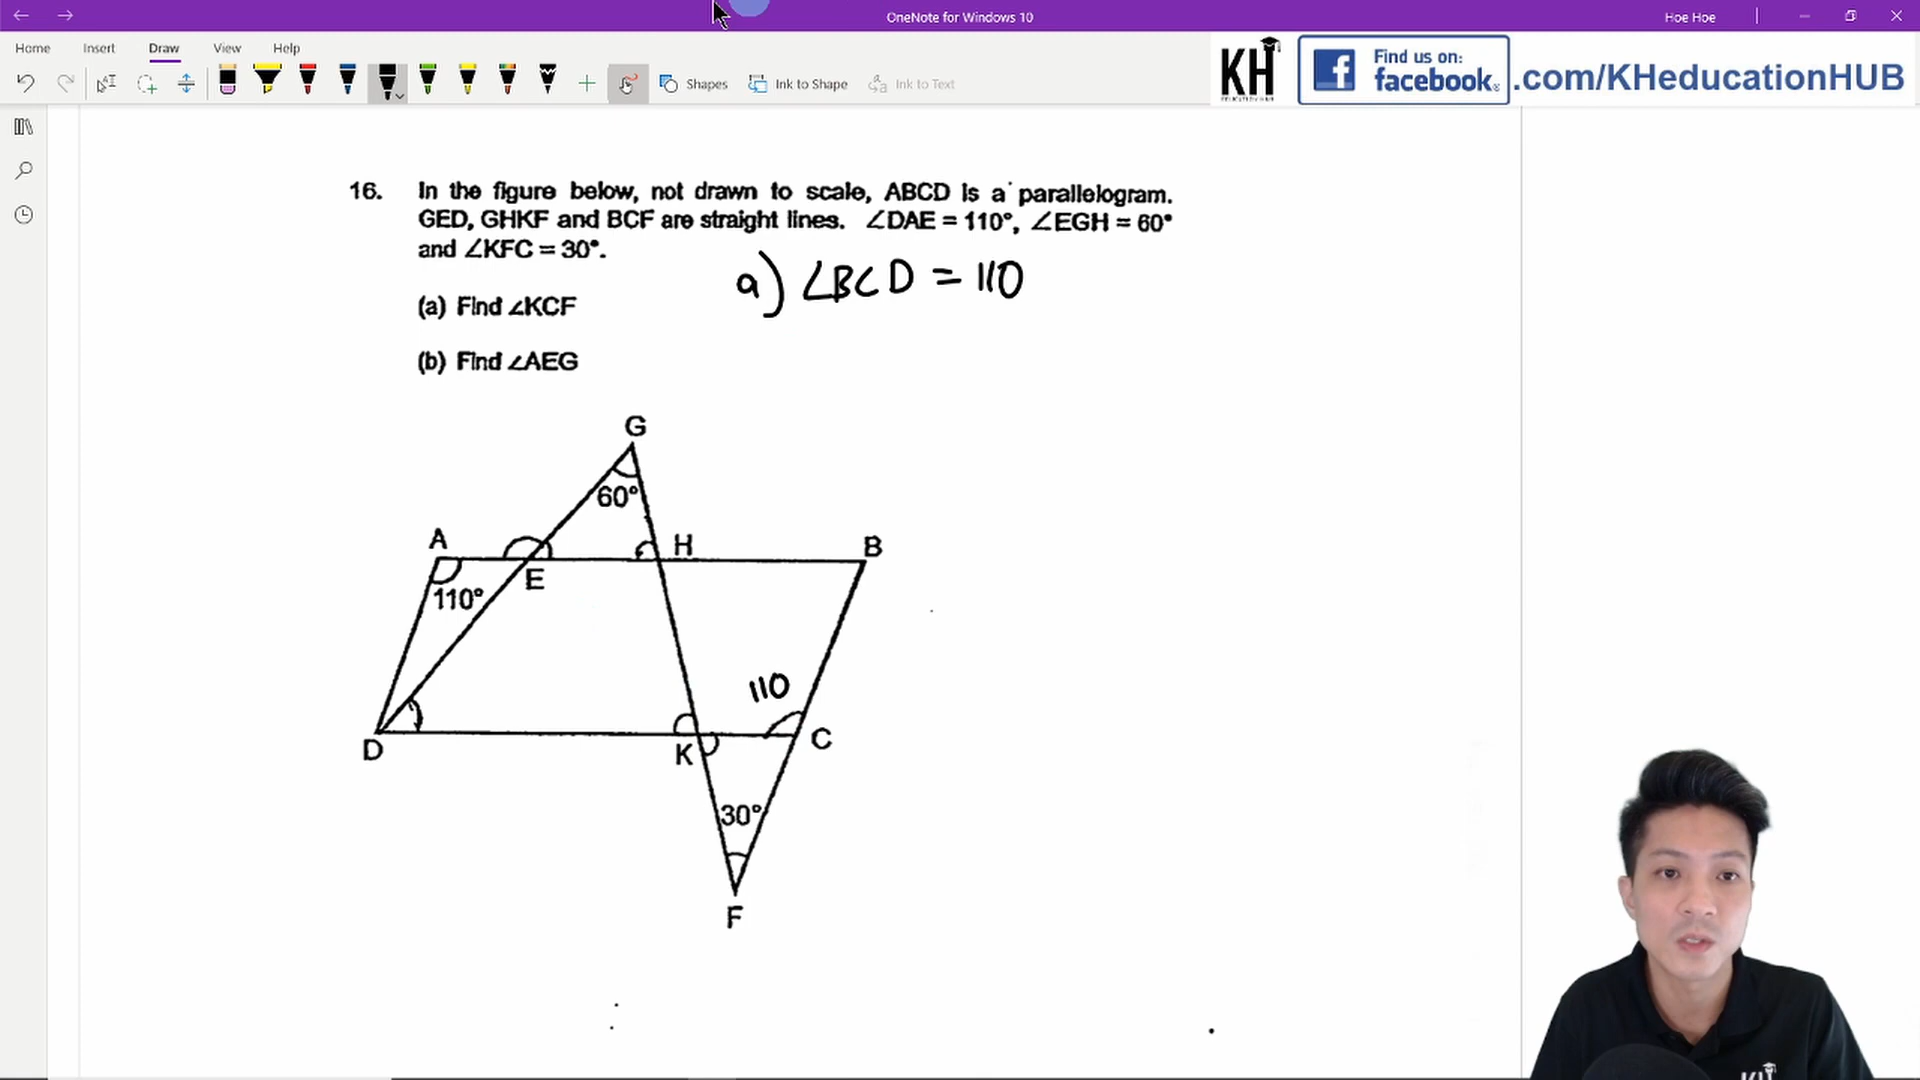 OneNote for Windows 10
Hoe Hoe
Home Insert Draw View Help
Shapes
Ink to Shape
Ink to Text
KH
Find us on:
facebook
.com/KHeducationHUB
16. In the figure below, not drawn to scale, ABCD is a parallelogram.
GED, GHKF and BCF are straight lines. ∠DAE = 110°, ∠EGH = 60°
and ∠KFC = 30°.
a) ∠BCD = 110
(a) Find ∠KCF
(b) Find ∠AEG
G
60°
A
H
B
E
110°
110
D
K
C
30°
F
KH